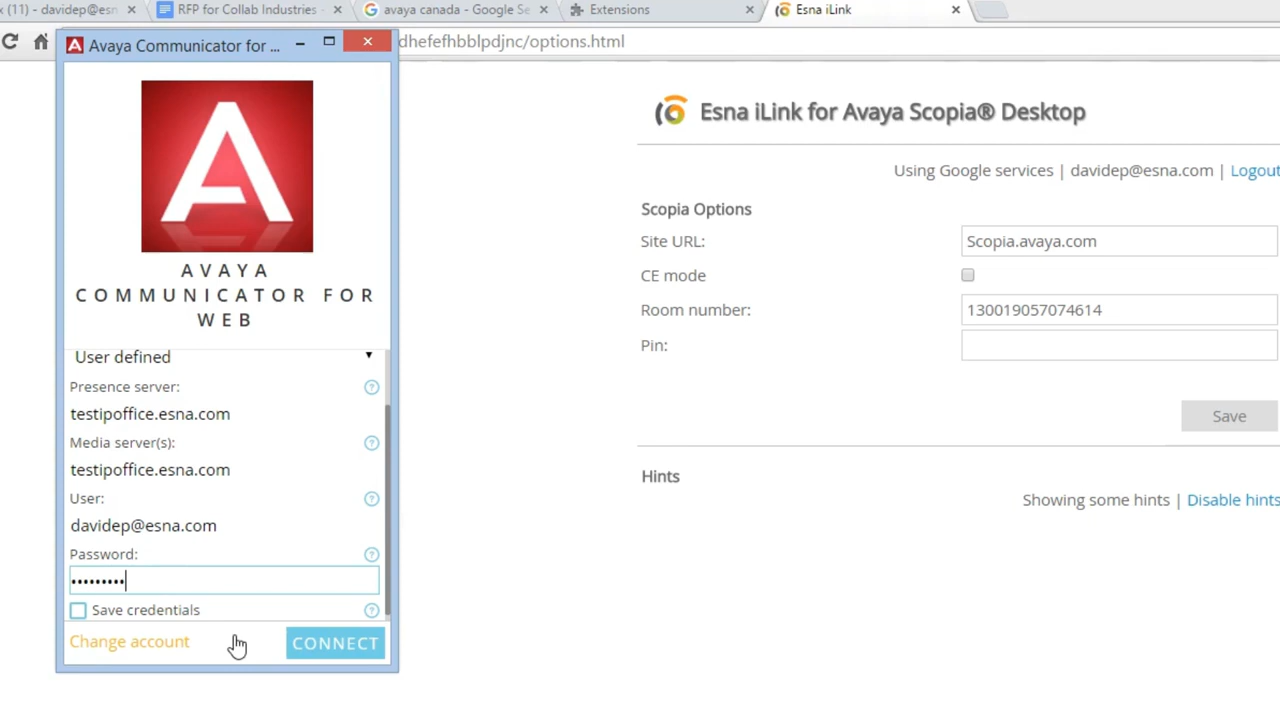 (11) - davidep@esn
RFP for Collab Industries
avaya canada - Google Se
Extensions
Esna iLink
dhefefhbblpdjnc/options.html
Avaya Communicator for ...
AVAYA
COMMUNICATOR FOR
WEB
User defined
Presence server:
testipoffice.esna.com
Media server(s):
testipoffice.esna.com
User:
davidep@esna.com
Password:
•••••••••
Save credentials
Change account
CONNECT
Esna iLink for Avaya Scopia® Desktop
Using Google services | davidep@esna.com | Logout
Scopia Options
Site URL: Scopia.avaya.com
CE mode
Room number: 130019057074614
Pin:
Save
Hints
Showing some hints | Disable hints